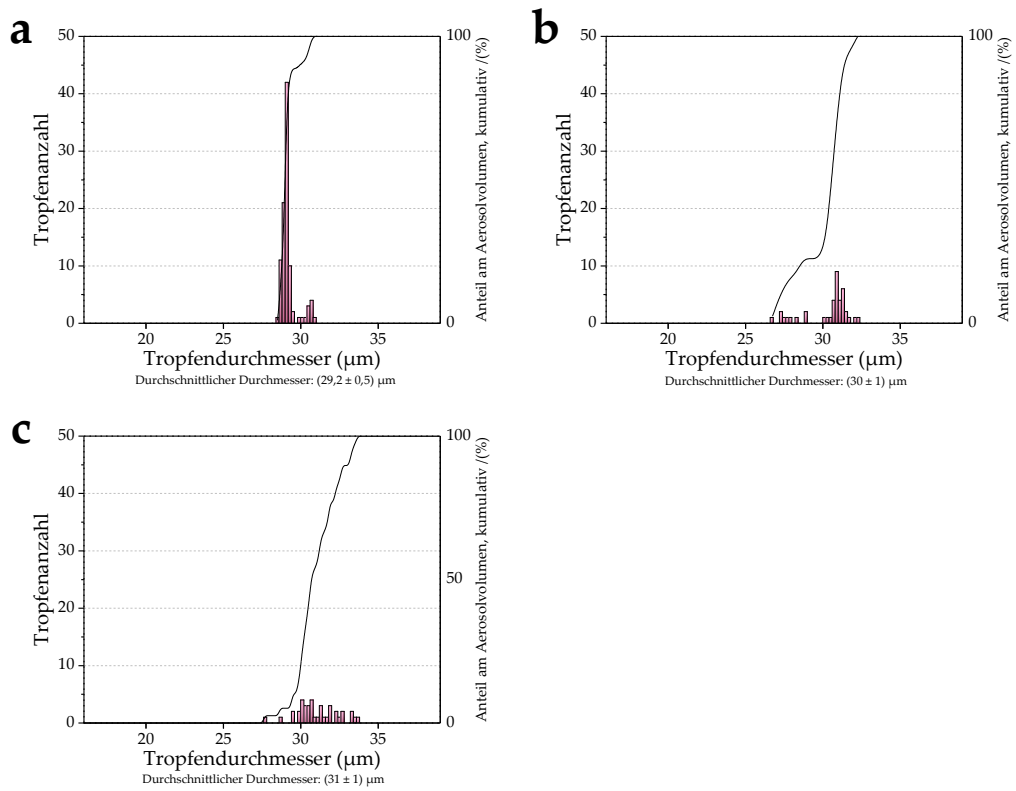 a
50
40
30
20
10
0
Tropfenanzahl
100
0
Anteil am Aerosolvolumen, kumulativ /(%)
20 25 30 35
Tropfendurchmesser (µm)
Durchschnittlicher Durchmesser: (29,2 ± 0,5) µm
b
50
40
30
20
10
0
Tropfenanzahl
100
0
Anteil am Aerosolvolumen, kumulativ /(%)
20 25 30 35
Tropfendurchmesser (µm)
Durchschnittlicher Durchmesser: (30 ± 1) µm
c
50
40
30
20
10
0
Tropfenanzahl
100
50
0
Anteil am Aerosolvolumen, kumulativ /(%)
20 25 30 35
Tropfendurchmesser (µm)
Durchschnittlicher Durchmesser: (31 ± 1) µm